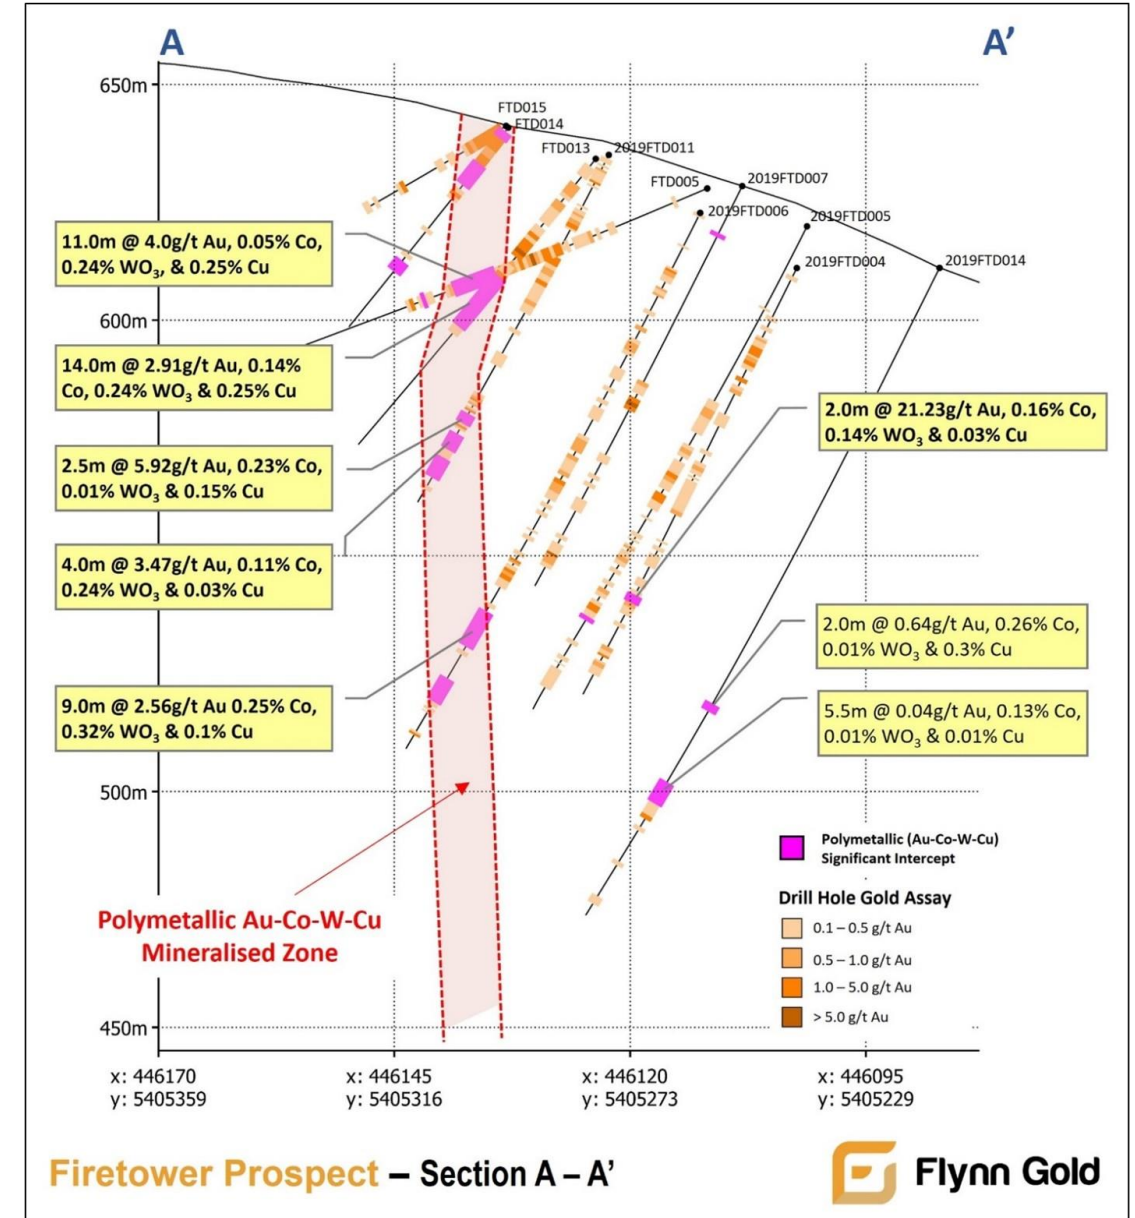 A
A’
650m
FTD015
FTD014
FTD013
2019FTD011
FTD005
2019FTD007
2019FTD006
2019FTD005
2019FTD004
2019FTD014
11.0m @ 4.0g/t Au, 0.05% Co,
0.24% WO₃, & 0.25% Cu
600m
14.0m @ 2.91g/t Au, 0.14%
Co, 0.24% WO₃ & 0.25% Cu
2.0m @ 21.23g/t Au, 0.16% Co,
0.14% WO₃ & 0.03% Cu
2.5m @ 5.92g/t Au, 0.23% Co,
0.01% WO₃ & 0.15% Cu
4.0m @ 3.47g/t Au, 0.11% Co,
0.24% WO₃ & 0.03% Cu
2.0m @ 0.64g/t Au, 0.26% Co,
0.01% WO₃ & 0.3% Cu
9.0m @ 2.56g/t Au 0.25% Co,
0.32% WO₃ & 0.1% Cu
5.5m @ 0.04g/t Au, 0.13% Co,
0.01% WO₃ & 0.01% Cu
500m
Polymetallic (Au-Co-W-Cu)
Significant Intercept
Drill Hole Gold Assay
0.1 – 0.5 g/t Au
0.5 – 1.0 g/t Au
1.0 – 5.0 g/t Au
> 5.0 g/t Au
Polymetallic Au-Co-W-Cu
Mineralised Zone
450m
x: 446170
y: 5405359
x: 446145
y: 5405316
x: 446120
y: 5405273
x: 446095
y: 5405229
Firetower Prospect – Section A – A’
Flynn Gold